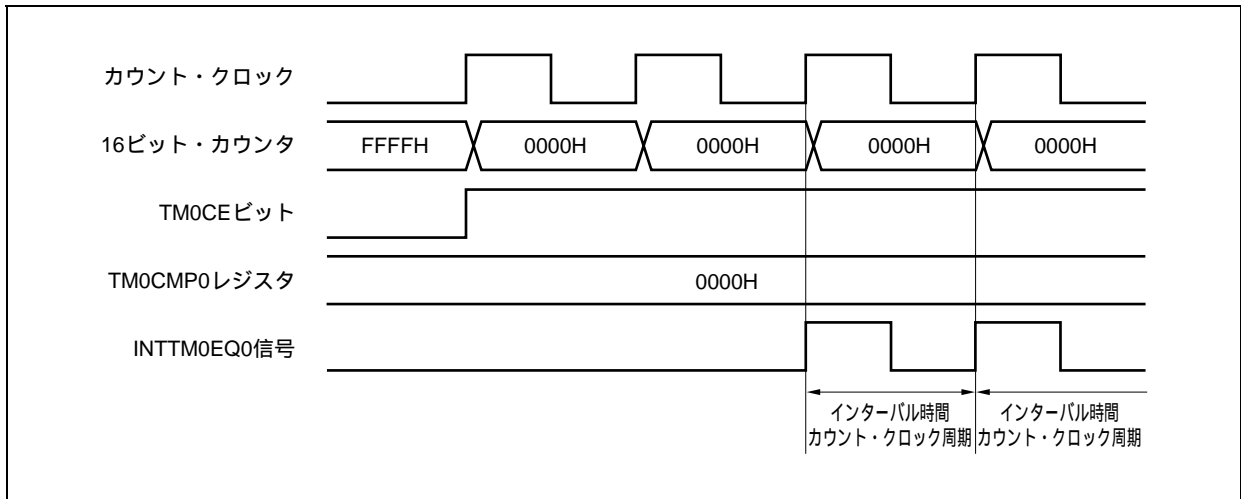 カウント・クロック
16ビット・カウンタ FFFFH 0000H 0000H 0000H 0000H
TM0CEビット
TM0CMP0レジスタ 0000H
INTTM0EQ0信号
インターバル時間 インターバル時間
カウント・クロック周期 カウント・クロック周期